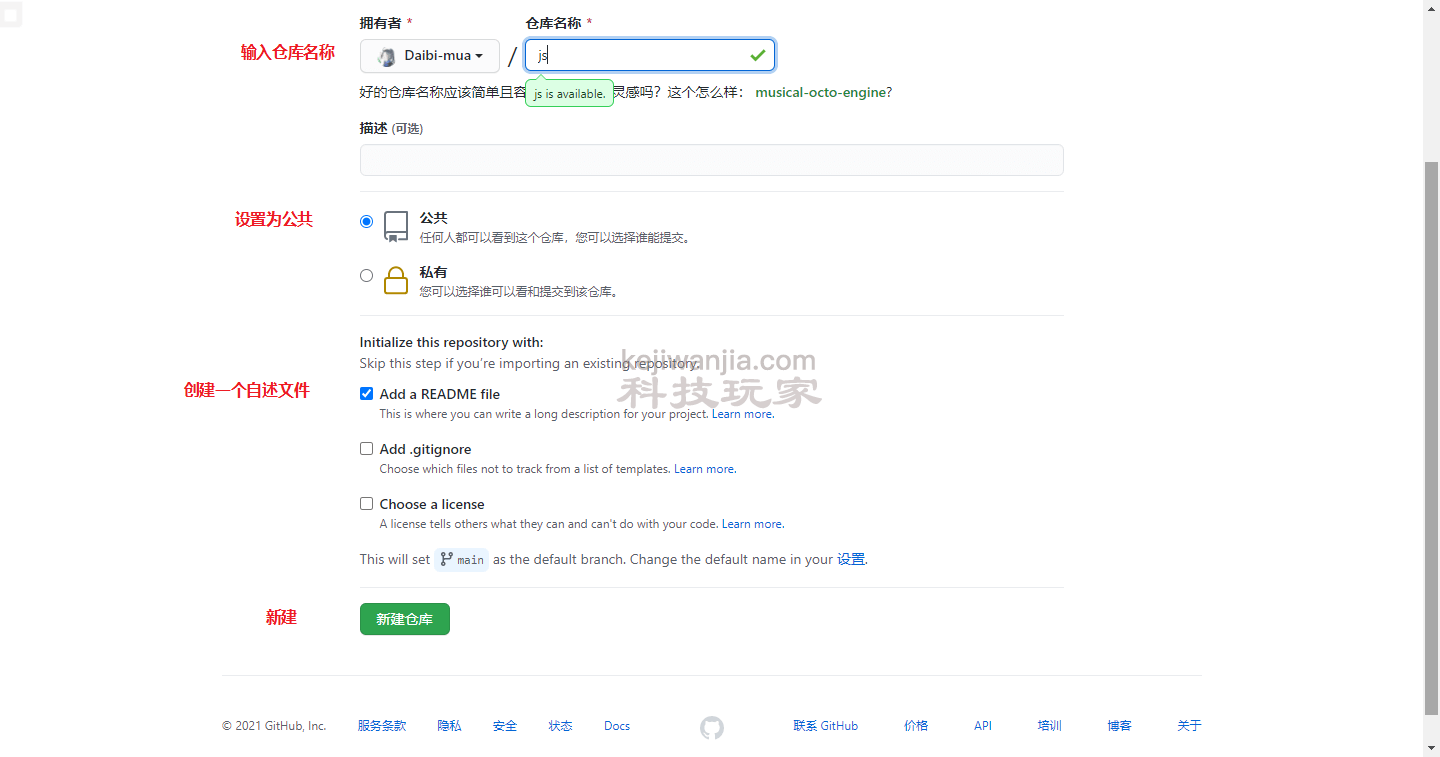 拥有者 * 仓库名称 *
输入仓库名称 Daibi-mua / js
好的仓库名称应该简单且容 js is available. 灵感吗？这个怎么样： musical-octo-engine?
描述 (可选)
设置为公共 公共
任何人都可以看到这个仓库，您可以选择谁能提交。
私有
您可以选择谁可以看和提交到该仓库。
Initialize this repository with:
Skip this step if you're importing an existing repository.
kejiwanjia.com
科技玩家
创建一个自述文件 Add a README file
This is where you can write a long description for your project. Learn more.
Add .gitignore
Choose which files not to track from a list of templates. Learn more.
Choose a license
A license tells others what they can and can't do with your code. Learn more.
This will set main as the default branch. Change the default name in your 设置.
新建 新建仓库
© 2021 GitHub, Inc. 服务条款 隐私 安全 状态 Docs 联系 GitHub 价格 API 培训 博客 关于